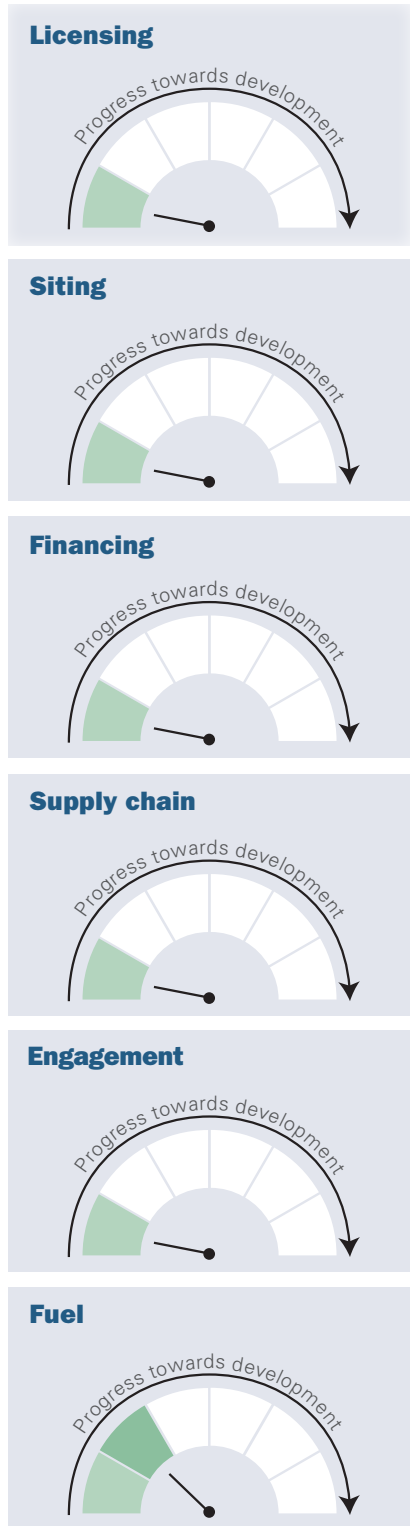 Licensing
Progress towards development
Siting
Progress towards development
Financing
Progress towards development
Supply chain
Progress towards development
Engagement
Progress towards development
Fuel
Progress towards development